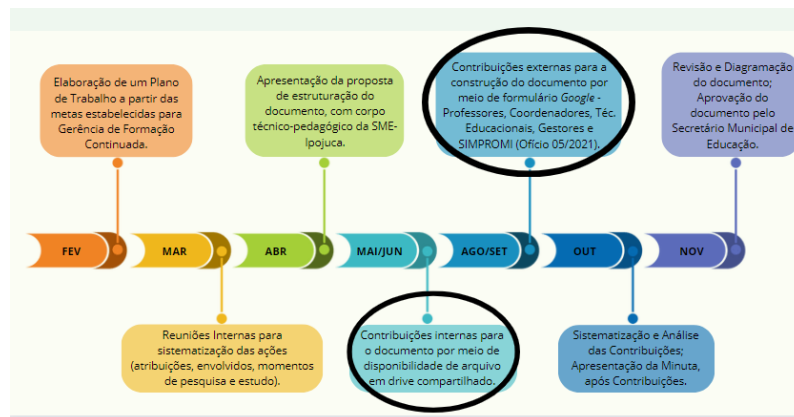 Elaboração de um Plano
de Trabalho a partir das
metas estabelecidas para
Gerência de Formação
Continuada.
Apresentação da proposta
de estruturação do
documento, com corpo
técnico-pedagógico da SME-
Ipojuca.
Contribuições externas para a
construção do documento por
meio de formulário Google -
Professores, Coordenadores, Téc.
Educacionais, Gestores e
SIMPROMI (Ofício 05/2021).
Revisão e Diagramação
do documento;
Aprovação do
documento pelo
Secretário Municipal de
Educação.
FEV
MAR
ABR
MAI/JUN
AGO/SET
OUT
NOV
Reuniões Internas para
sistematização das ações
(atribuições, envolvidos, momentos
de pesquisa e estudo).
Contribuições internas para
o documento por meio de
disponibilidade de arquivo
em drive compartilhado.
Sistematização e Análise
das Contribuições;
Apresentação da Minuta,
após Contribuições.